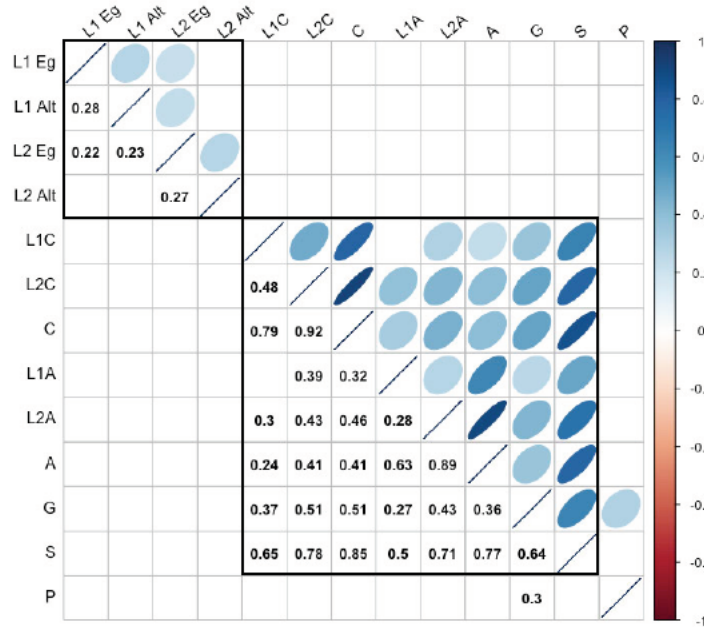 L1 Eg L1 Alt L2 Eg L2 Alt L1C L2C C L1A L2A A G S P
L1 Eg
L1 Alt 0.28
L2 Eg 0.22 0.23
L2 Alt 0.27
L1C
L2C 0.48
C 0.79 0.92
L1A 0.39 0.32
L2A 0.3 0.43 0.46 0.28
A 0.24 0.41 0.41 0.63 0.89
G 0.37 0.51 0.51 0.27 0.43 0.36
S 0.65 0.78 0.85 0.5 0.71 0.77 0.64
P 0.3
1
0
-1